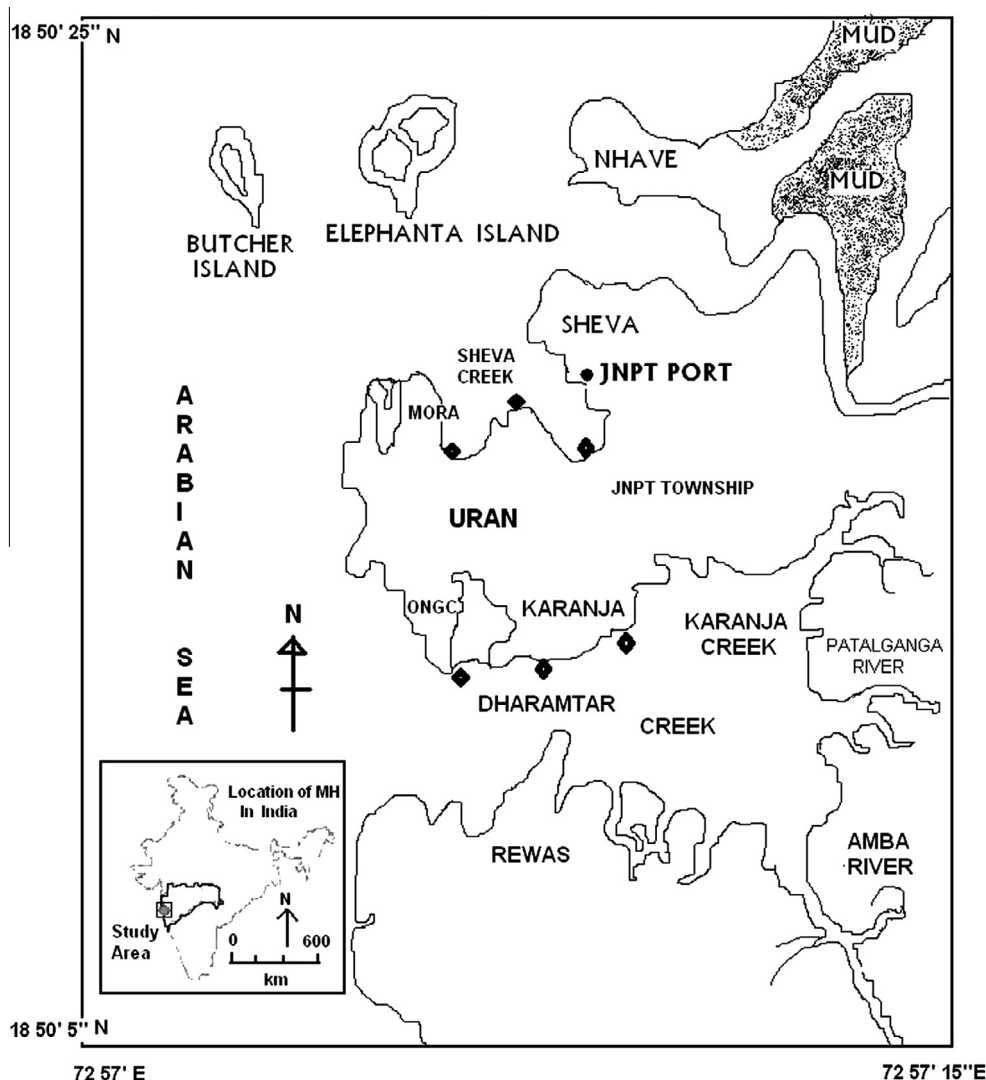 18 50' 25" N
MUD
NHAVE
MUD
BUTCHER
ISLAND
ELEPHANTA ISLAND
SHEVA
SHEVA
CREEK
JNPT PORT
MORA
ARABIAN
SEA
JNPT TOWNSHIP
URAN
N
ONGC
KARANJA
KARANJA
CREEK
PATALGANGA
RIVER
DHARAMTAR
CREEK
Location of MH
In India
REWAS
AMBA
RIVER
Study
Area
N
0 600
km
18 50' 5" N
72 57' E
72 57' 15"E